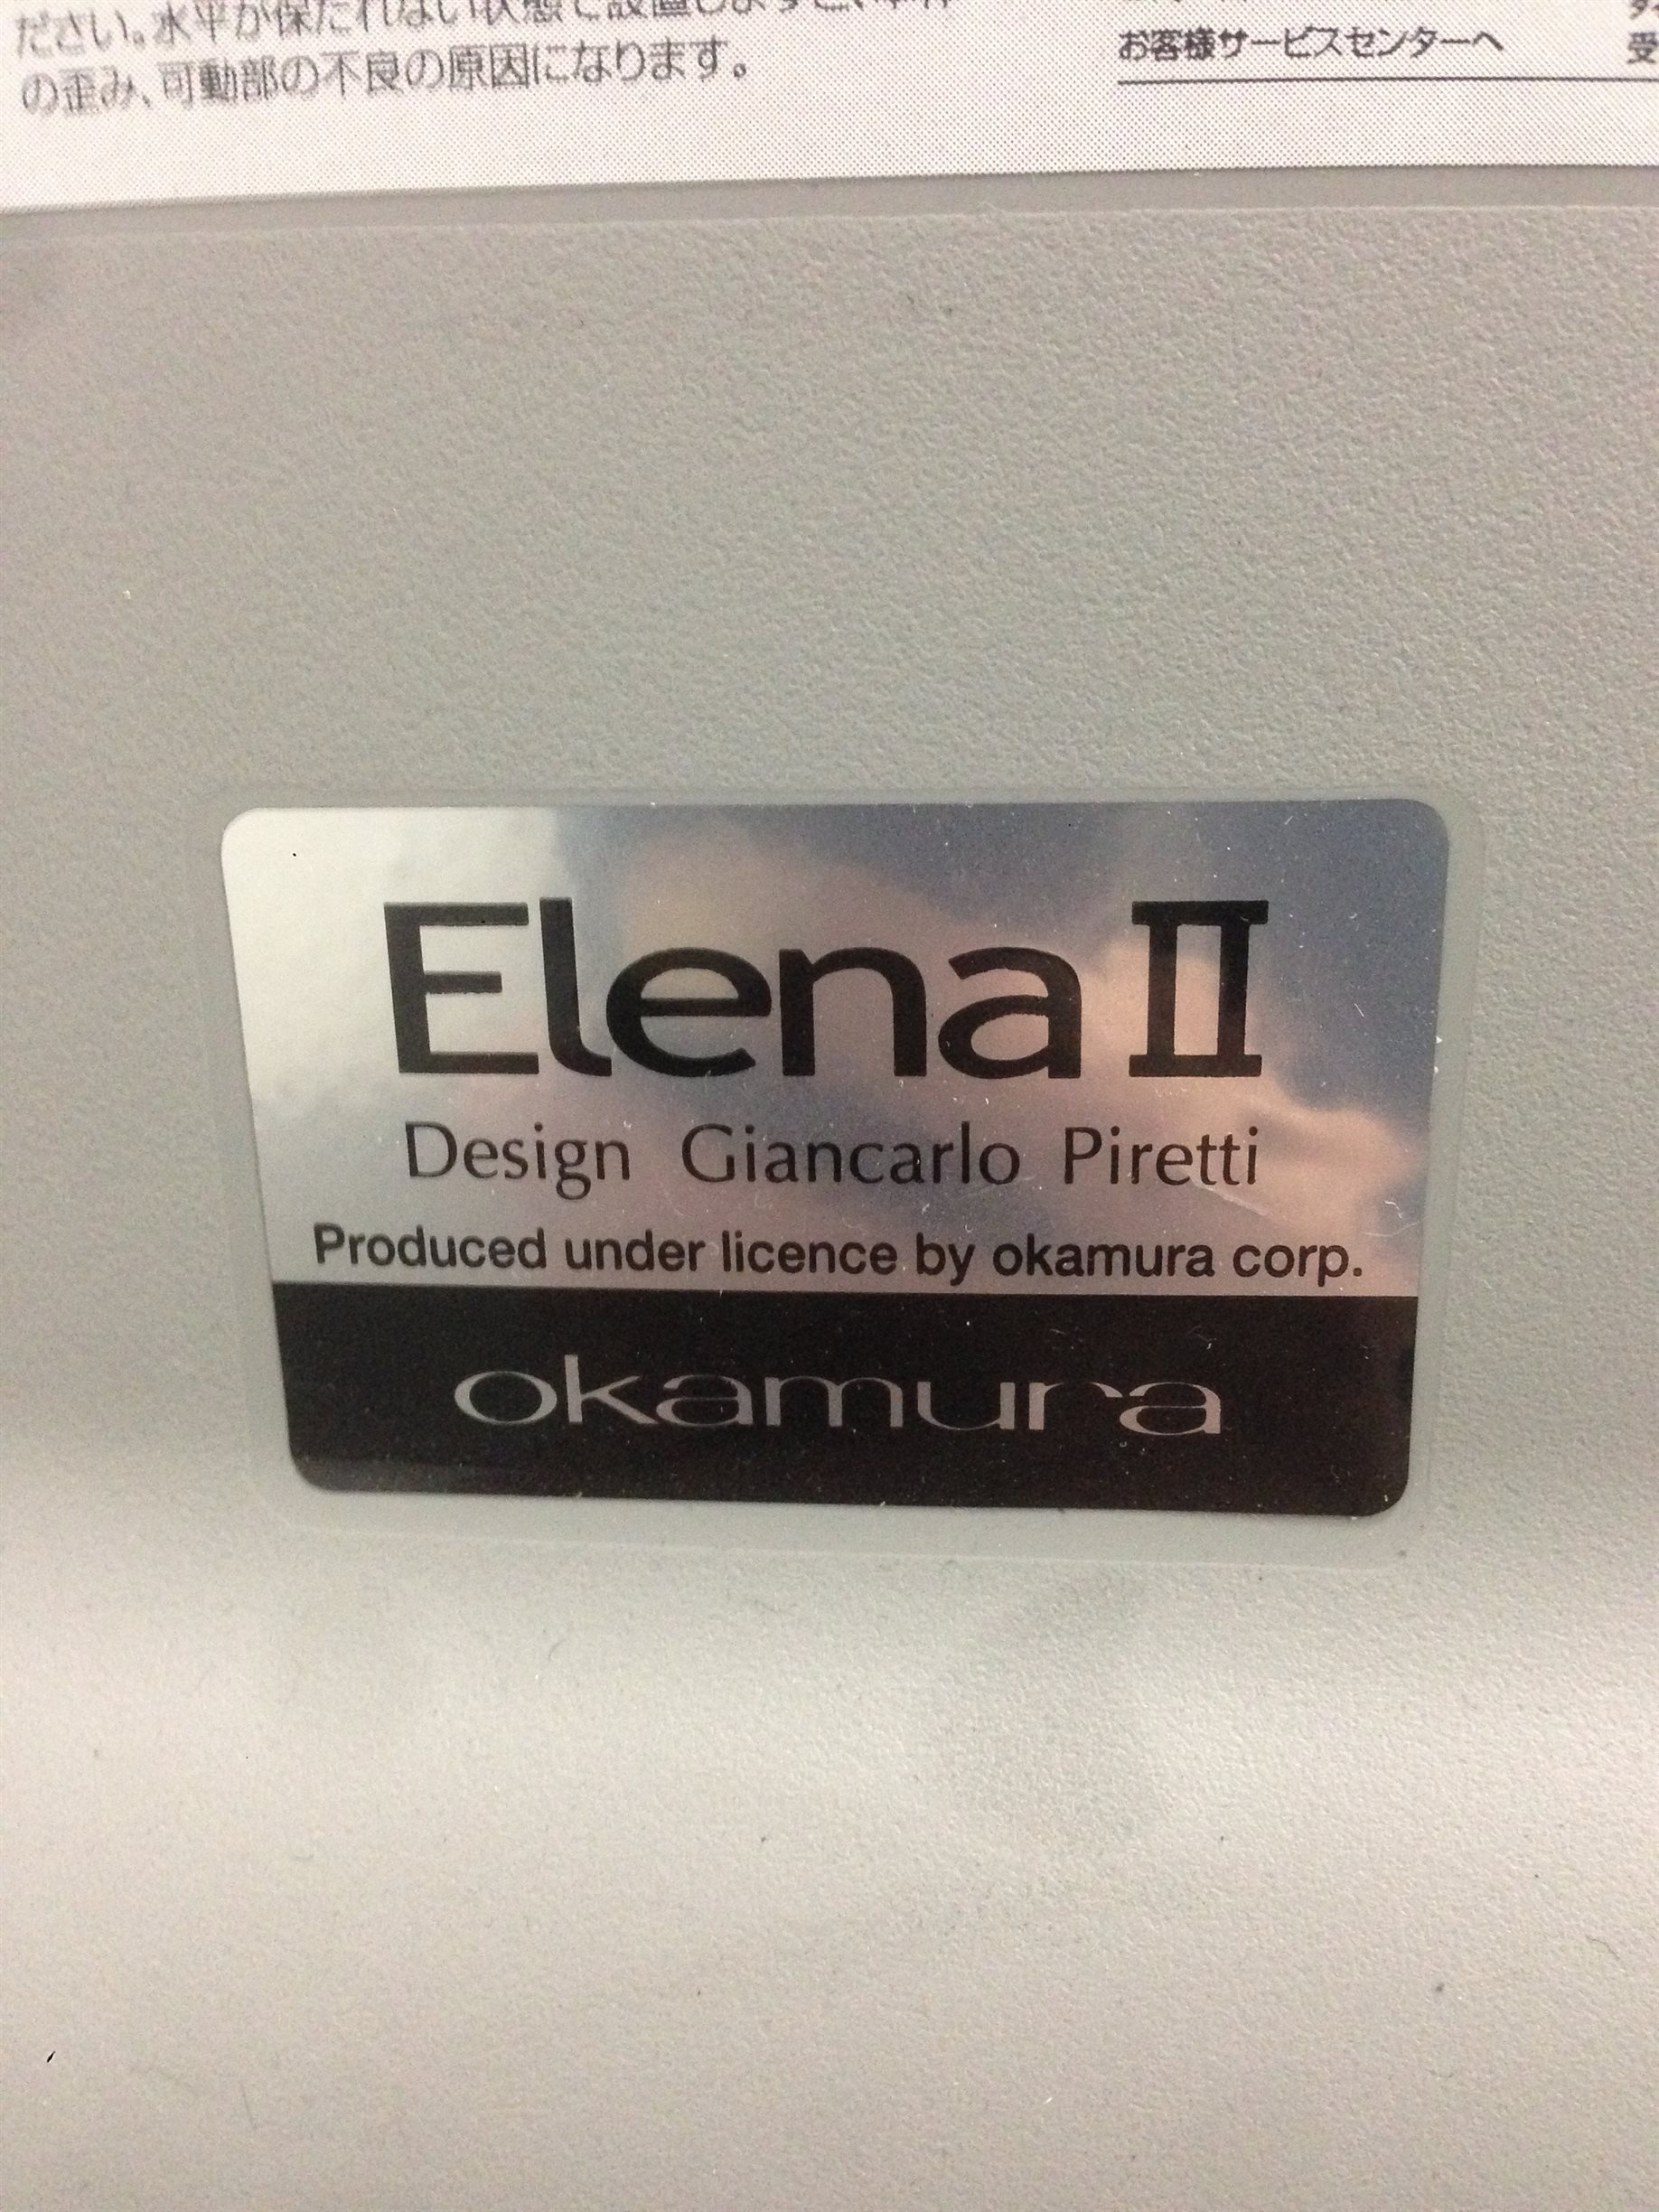 ださい。水平が保たれない状態で設置しますと、本体
の歪み、可動部の不良の原因になります。
お客様サービスセンターへ
受
Elena II
Design Giancarlo Piretti
Produced under licence by okamura corp.
okamura